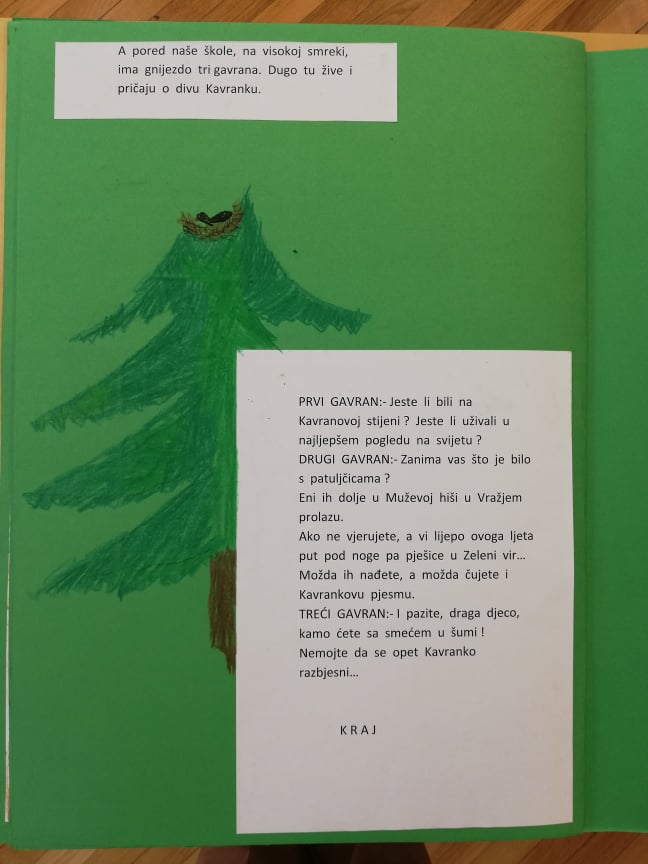 A pored naše škole, na visokoj smreki,
ima gnijezdo tri gavrana. Dugo tu žive i
pričaju o divu Kavranku.
PRVI GAVRAN:- Jeste li bili na
Kavranovoj stijeni ? Jeste li uživali u
najljepšem pogledu na svijetu ?
DRUGI GAVRAN:- Zanima vas što je bilo
s patuljčicama ?
Eni ih dolje u Muževoj hiši u Vražjem
prolazu.
Ako ne vjerujete, a vi lijepo ovoga ljeta
put pod noge pa pješice u Zeleni vir...
Možda ih nađete, a možda čujete i
Kavrankovu pjesmu.
TREĆI GAVRAN:- I pazite, draga djeco,
kamo ćete sa smećem u šumi !
Nemojte da se opet Kavranko
razbjesni...
K R A J